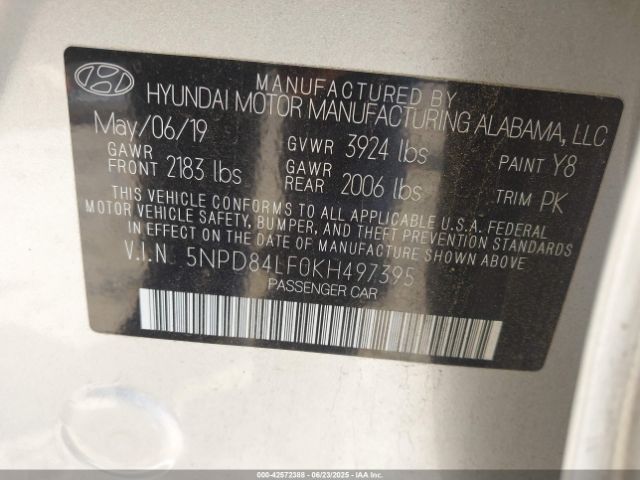 MANUFACTURED BY
HYUNDAI MOTOR MANUFACTURING ALABAMA, LLC
May/06/19 GVWR 3924 lbs PAINT Y8
GAWR FRONT 2183 lbs GAWR REAR 2006 lbs TRIM PK
THIS VEHICLE CONFORMS TO ALL APPLICABLE U.S.A. FEDERAL
MOTOR VEHICLE SAFETY, BUMPER, AND THEFT PREVENTION STANDARDS
IN EFFECT ON THE DATE OF MANUFACTURE SHOWN ABOVE
V.I.N. 5NPD84LF0KH497395
PASSENGER CAR
000-42572388 - 06/23/2025 - IAAI, Inc. Copyright